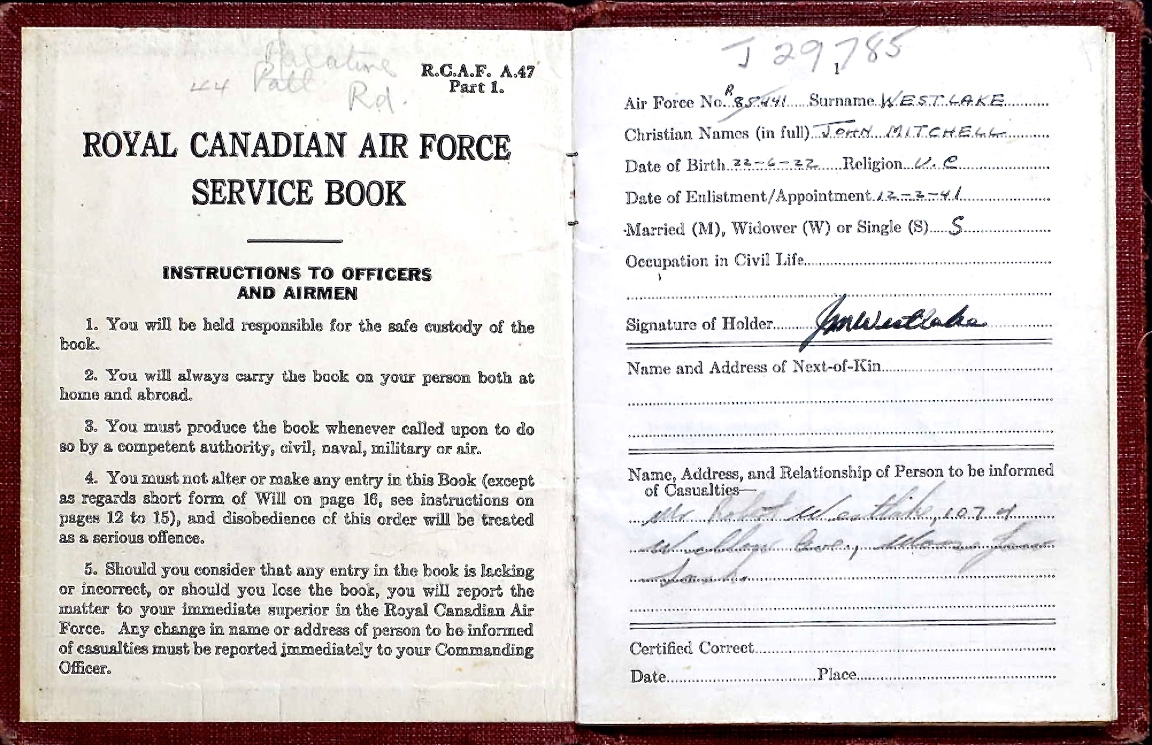 Palatine
44 Pall
Rd.
R.C.A.F. A.47
Part 1.
ROYAL CANADIAN AIR FORCE
SERVICE BOOK
INSTRUCTIONS TO OFFICERS
AND AIRMEN
1. You will be held responsible for the safe custody of the
book.
2. You will always carry the book on your person both at
home and abroad.
3. You must produce the book whenever called upon to do
so by a competent authority, civil, naval, military or air.
4. You must not alter or make any entry in this Book (except
as regards short form of Will on page 16, see instructions on
pages 12 to 15), and disobedience of this order will be treated
as a serious offence.
5. Should you consider that any entry in the book is lacking
or incorrect, or should you lose the book, you will report the
matter to your immediate superior in the Royal Canadian Air
Force. Any change in name or address of person to be informed
of casualties must be reported immediately to your Commanding
Officer.
J 29,785
1
Air Force No. R 85441 Surname WESTLAKE
Christian Names (in full) JOHN MITCHELL
Date of Birth 22-6-22 Religion U.C
Date of Enlistment/Appointment 12-2-41
Married (M), Widower (W) or Single (S) S
Occupation in Civil Life
Signature of Holder JMWestlake
Name and Address of Next-of-Kin
Name, Address, and Relationship of Person to be informed
of Casualties—
Mr Robert Westlake, 107
Ave.,
Certified Correct
Date Place